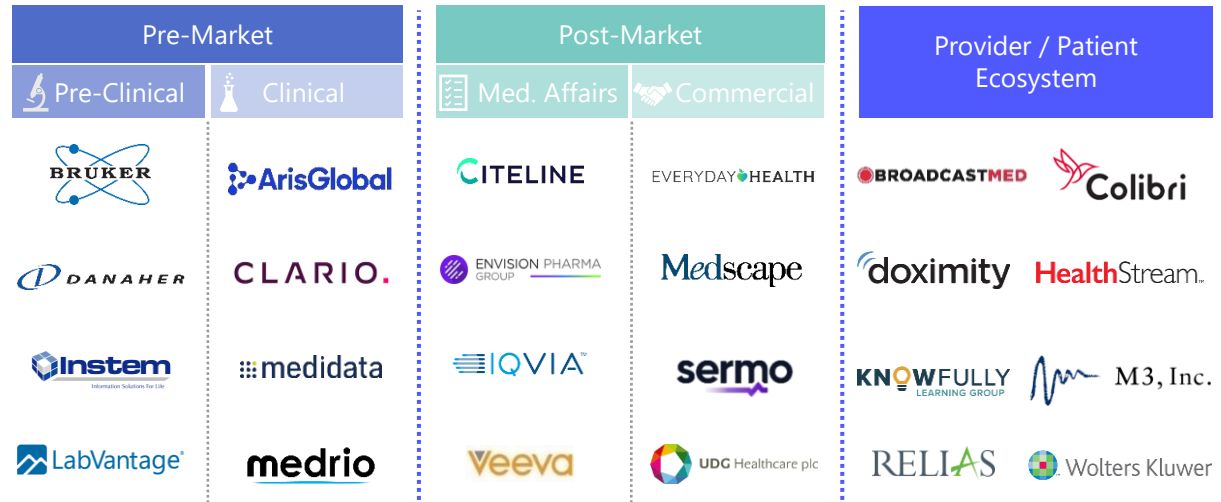 Pre-Market
Post-Market
Provider / Patient
Ecosystem
Pre-Clinical
Clinical
Med. Affairs
Commercial
BRUKER
ArisGlobal
CITELINE
EVERYDAY HEALTH
BROADCASTMED
Colibri
DANAHER
CLARIO.
ENVISION PHARMA
GROUP
Medscape
doximity
HealthStream™
Instem
Information Solutions For Life
medidata
IQVIA™
sermo
KNOWFULLY
LEARNING GROUP
M3, Inc.
LabVantage®
medrio
Veeva
UDG Healthcare plc
RELIAS
Wolters Kluwer